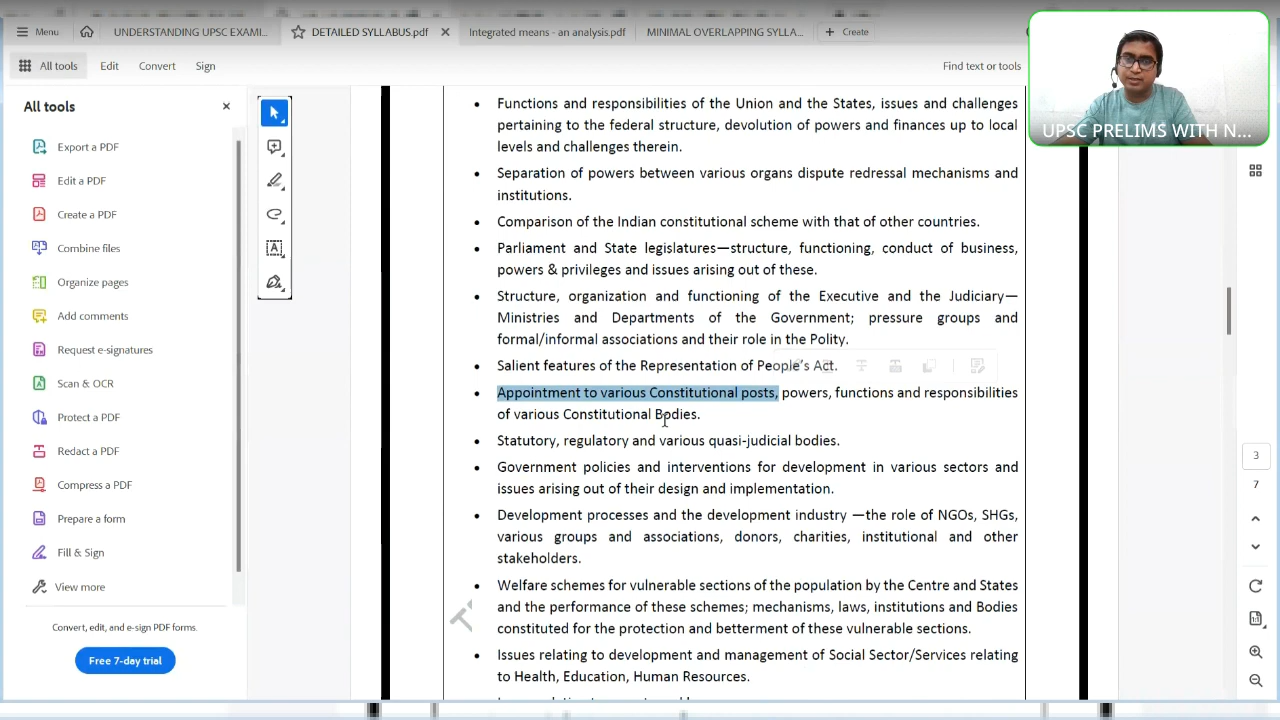 Menu
UNDERSTANDING UPSC EXAMI...
DETAILED SYLLABUS.pdf
Integrated means - an analysis.pdf
MINIMAL OVERLAPPING SYLLA...
Create
All tools
Edit
Convert
Sign
Find text or tools
UPSC PRELIMS WITH N...
All tools
Export a PDF
Edit a PDF
Create a PDF
Combine files
Organize pages
Add comments
Request e-signatures
Scan & OCR
Protect a PDF
Redact a PDF
Compress a PDF
Prepare a form
Fill & Sign
View more
Convert, edit, and e-sign PDF forms.
Free 7-day trial
• Functions and responsibilities of the Union and the States, issues and challenges
pertaining to the federal structure, devolution of powers and finances up to local
levels and challenges therein.
• Separation of powers between various organs dispute redressal mechanisms and
institutions.
• Comparison of the Indian constitutional scheme with that of other countries.
• Parliament and State legislatures—structure, functioning, conduct of business,
powers & privileges and issues arising out of these.
• Structure, organization and functioning of the Executive and the Judiciary—
Ministries and Departments of the Government; pressure groups and
formal/informal associations and their role in the Polity.
• Salient features of the Representation of People's Act.
• Appointment to various Constitutional posts, powers, functions and responsibilities
of various Constitutional Bodies.
• Statutory, regulatory and various quasi-judicial bodies.
• Government policies and interventions for development in various sectors and
issues arising out of their design and implementation.
• Development processes and the development industry —the role of NGOs, SHGs,
various groups and associations, donors, charities, institutional and other
stakeholders.
• Welfare schemes for vulnerable sections of the population by the Centre and States
and the performance of these schemes; mechanisms, laws, institutions and Bodies
constituted for the protection and betterment of these vulnerable sections.
• Issues relating to development and management of Social Sector/Services relating
to Health, Education, Human Resources.
3
7